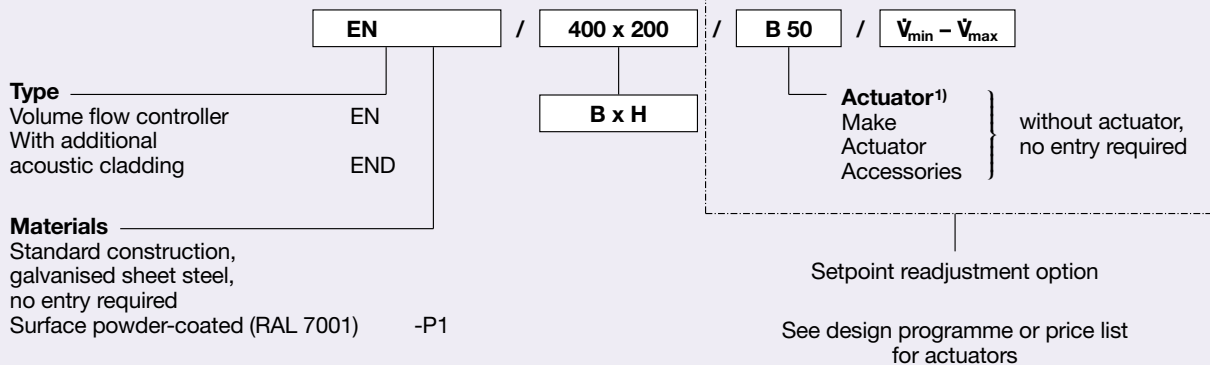 EN / 400 x 200 / B 50 / V̇min – V̇max
B x H
Type
Volume flow controller EN
With additional
acoustic cladding END
Materials
Standard construction,
galvanised sheet steel,
no entry required
Surface powder-coated (RAL 7001) -P1
Actuator1)
Make
Actuator
Accessories
without actuator,
no entry required
Setpoint readjustment option
See design programme or price list
for actuators